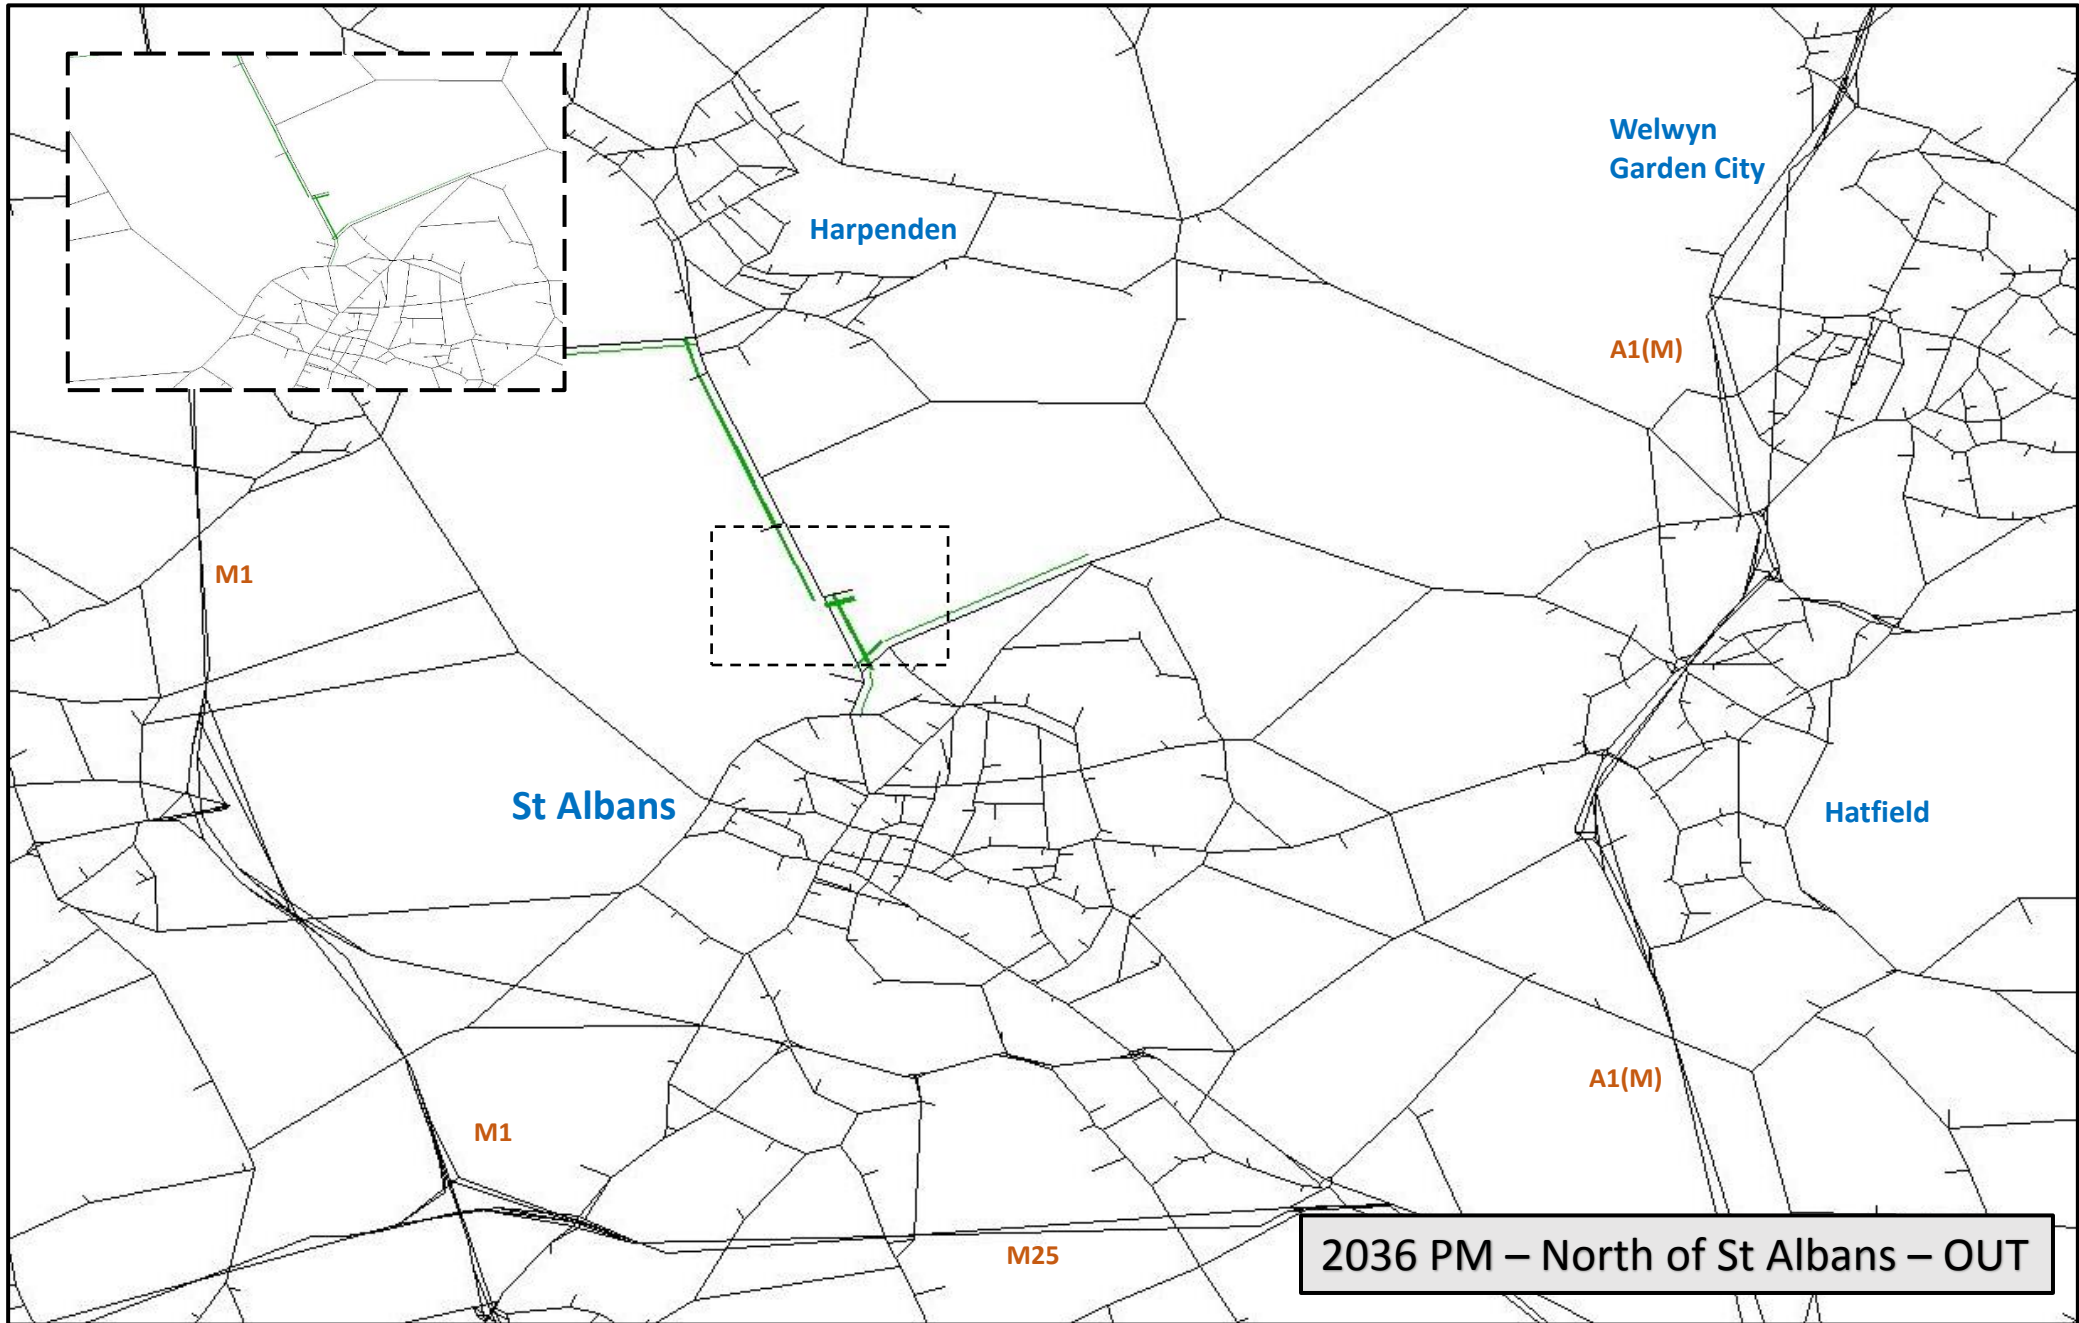 Welwyn
Garden City
Harpenden
A1(M)
M1
St Albans
Hatfield
A1(M)
M1
M25
2036 PM – North of St Albans – OUT